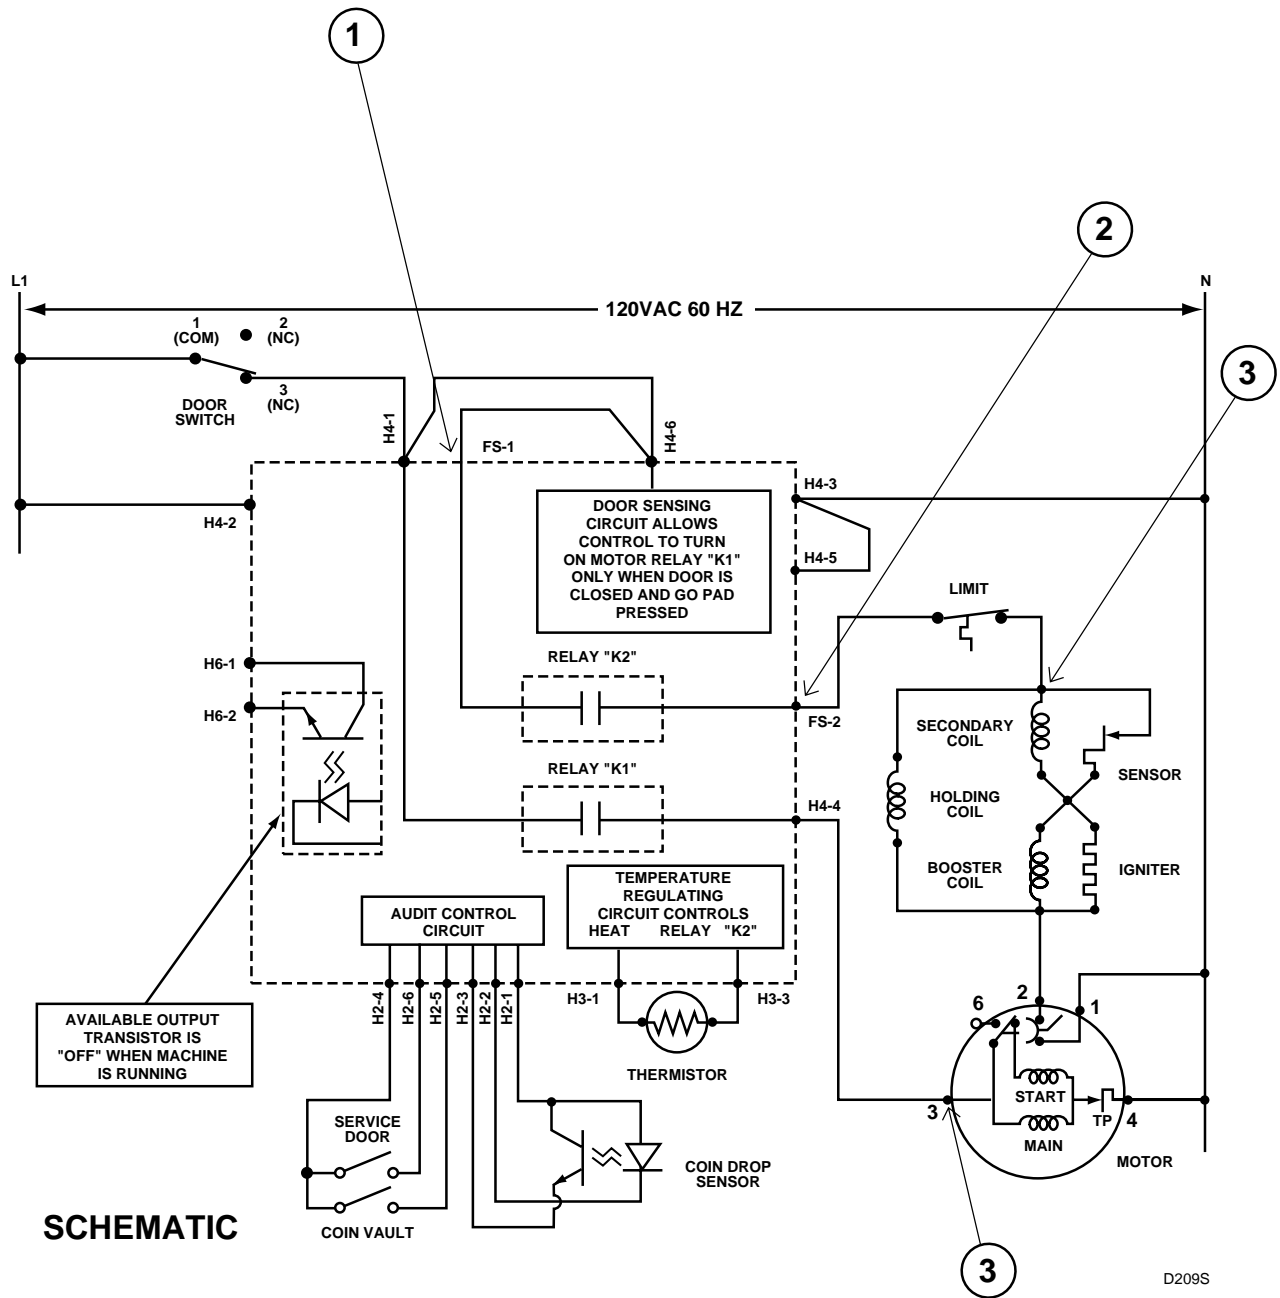 1
2
L1
N
120VAC 60 HZ
1
(COM)
2
(NC)
3
3
(NC)
DOOR
SWITCH
H4-1
FS-1
H4-6
H4-2
H4-3
H4-5
DOOR SENSING
CIRCUIT ALLOWS
CONTROL TO TURN
ON MOTOR RELAY "K1"
ONLY WHEN DOOR IS
CLOSED AND GO PAD
PRESSED
LIMIT
H6-1
H6-2
RELAY "K2"
FS-2
RELAY "K1"
H4-4
SECONDARY
COIL
SENSOR
HOLDING
COIL
BOOSTER
COIL
IGNITER
AUDIT CONTROL
CIRCUIT
TEMPERATURE
REGULATING
CIRCUIT CONTROLS
HEAT RELAY "K2"
H2-4
H2-6
H2-5
H2-3
H2-2
H2-1
H3-1
H3-3
THERMISTOR
AVAILABLE OUTPUT
TRANSISTOR IS
"OFF" WHEN MACHINE
IS RUNNING
6
2
1
START
3
TP
4
MAIN
MOTOR
SERVICE
DOOR
COIN VAULT
COIN DROP
SENSOR
SCHEMATIC
3
D209S